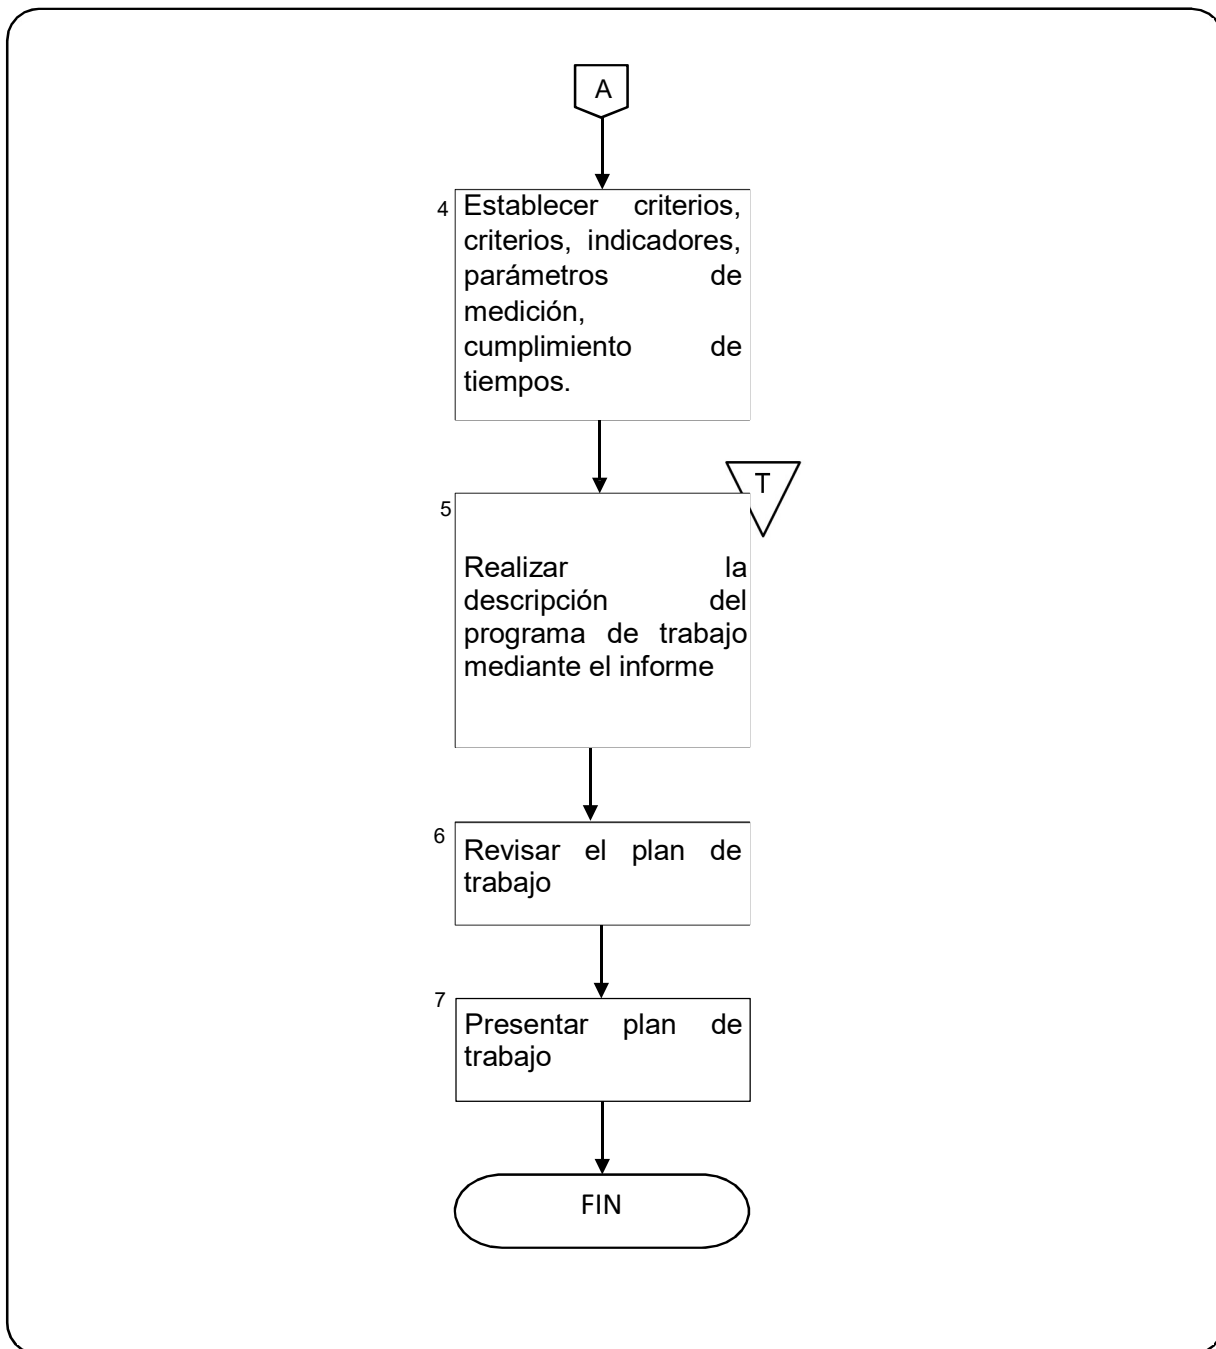 A
4
Establecer criterios,
criterios, indicadores,
parámetros de
medición,
cumplimiento de
tiempos.
T
5
Realizar la
descripción del
programa de trabajo
mediante el informe
6
Revisar el plan de
trabajo
7
Presentar plan de
trabajo
FIN